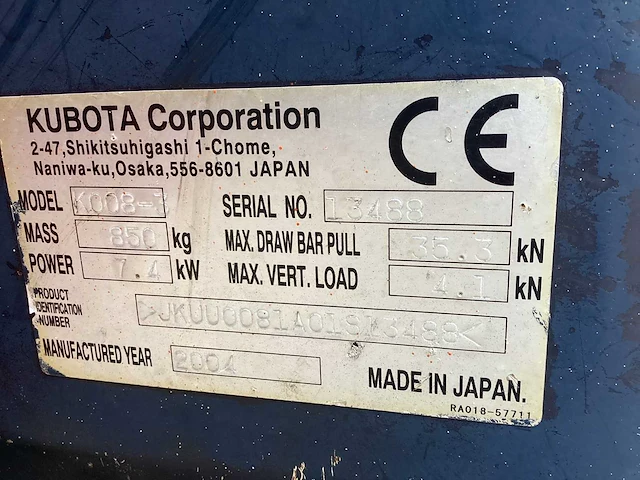 KUBOTA Corporation
CE
2-47,Shikitsuhigashi 1-Chome,
Naniwa-ku,Osaka,556-8601 JAPAN
MODEL K008-3 SERIAL NO. 13488
MASS 850 kg MAX. DRAW BAR PULL 35.3 kN
POWER 7.4 kW MAX. VERT. LOAD 4.1 kN
PRODUCT
IDENTIFICATION
NUMBER
MANUFACTURED YEAR 2004
MADE IN JAPAN.
RA018-57711